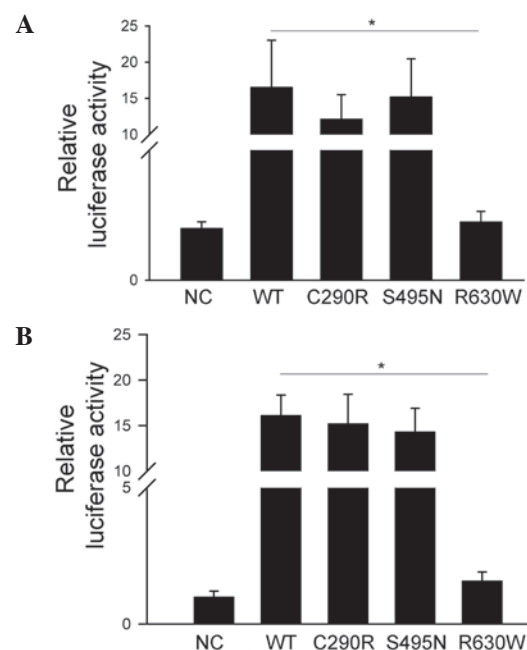 A
Relative
luciferase activity
25
20
15
10
0
*
NC WT C290R S495N R630W
B
Relative
luciferase activity
25
20
15
10
5
0
*
NC WT C290R S495N R630W